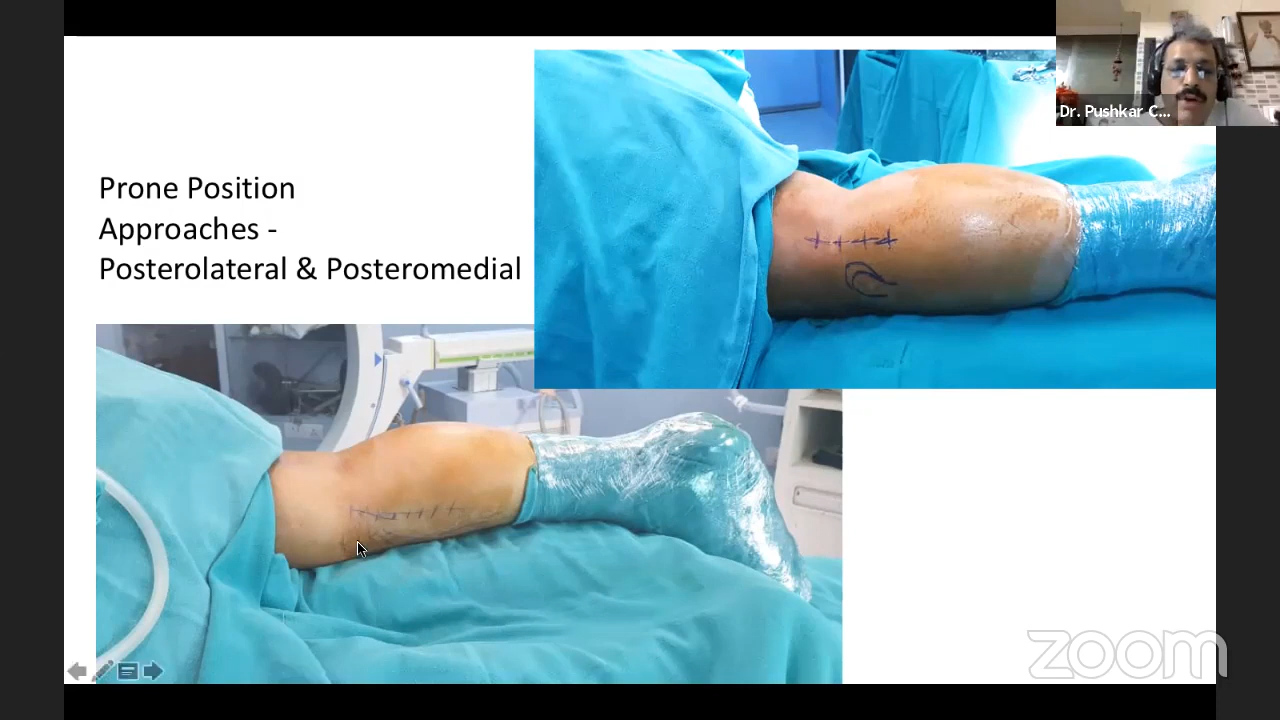 Prone Position
Approaches -
Posterolateral & Posteromedial
Dr. Pushkar C...
zoom